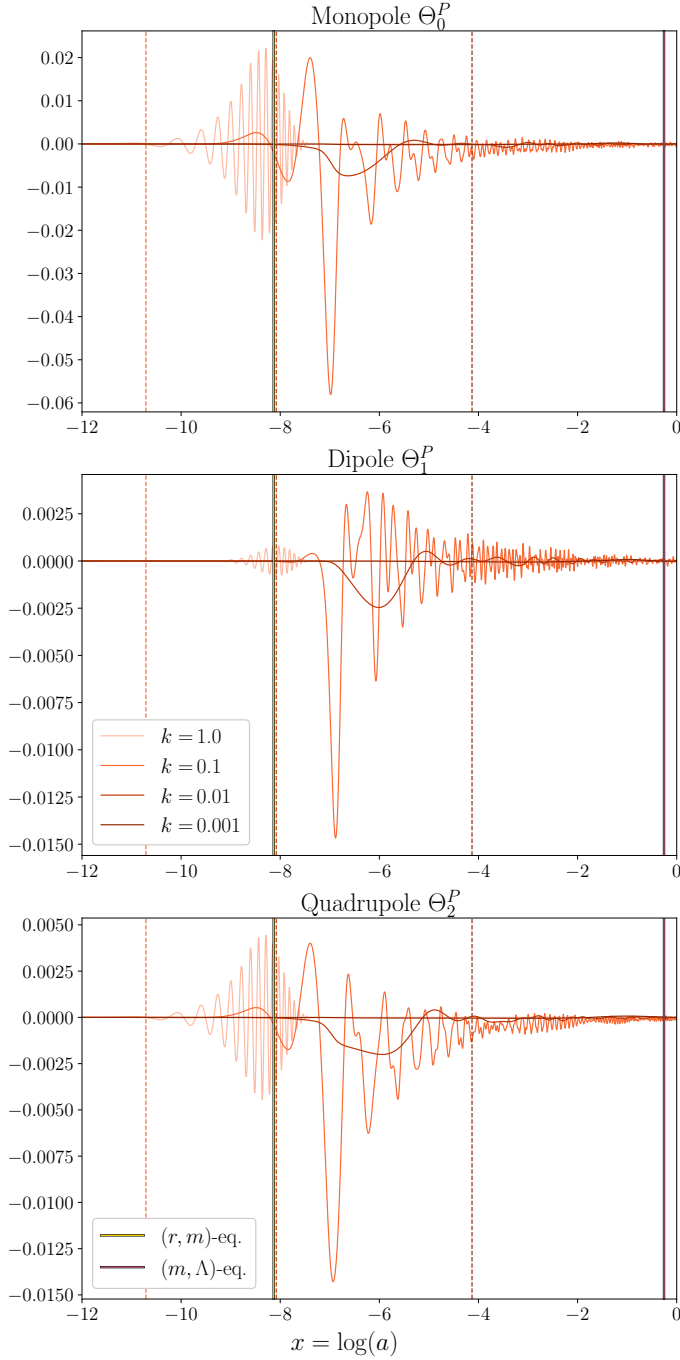 Monopole Θ₀ᴾ
0.02
0.01
0.00
−0.01
−0.02
−0.03
−0.04
−0.05
−0.06
−12 −10 −8 −6 −4 −2 0
Dipole Θ₁ᴾ
0.0025
0.0000
−0.0025
−0.0050
−0.0075
−0.0100
−0.0125
−0.0150
k = 1.0
k = 0.1
k = 0.01
k = 0.001
−12 −10 −8 −6 −4 −2 0
Quadrupole Θ₂ᴾ
0.0050
0.0025
0.0000
−0.0025
−0.0050
−0.0075
−0.0100
−0.0125
−0.0150
(r, m)-eq.
(m, Λ)-eq.
−12 −10 −8 −6 −4 −2 0
x = log(a)